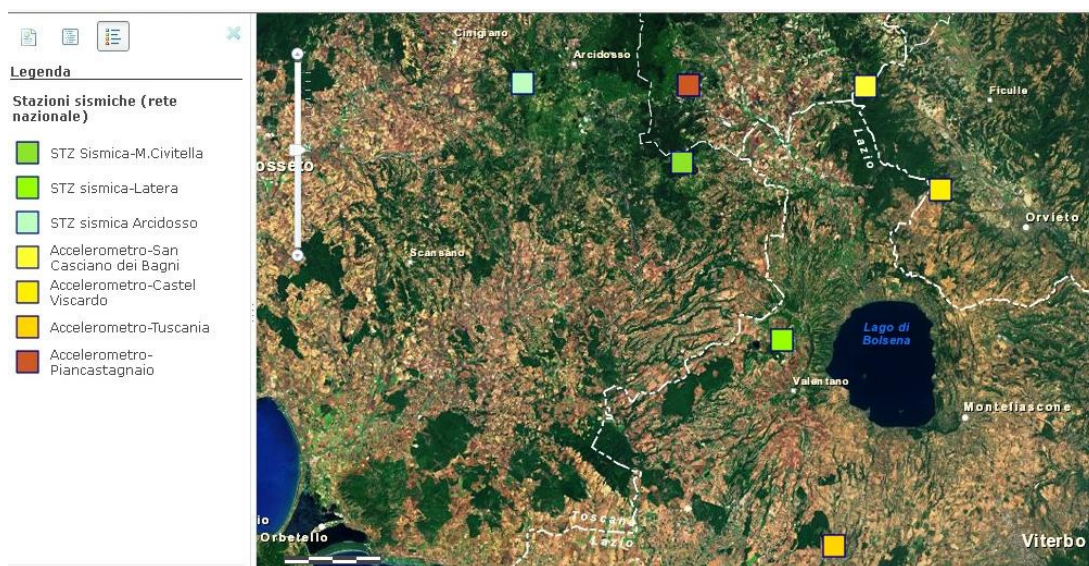 Legenda
Stazioni sismiche (rete
nazionale)
STZ Sismica-M.Civitella
STZ sismica-Latera
STZ sismica Arcidosso
Accelerometro-San
Casciano dei Bagni
Accelerometro-Castel
Viscardo
Accelerometro-Tuscania
Accelerometro-
Piancastagnaio
Cinigiano
Arcidosso
Ficulle
Lazio
osseto
Orvieto
Scansano
Lago di
Bolsena
Valentano
Montefiascone
Toscana
Lazio
io
Orbetello
Viterbo